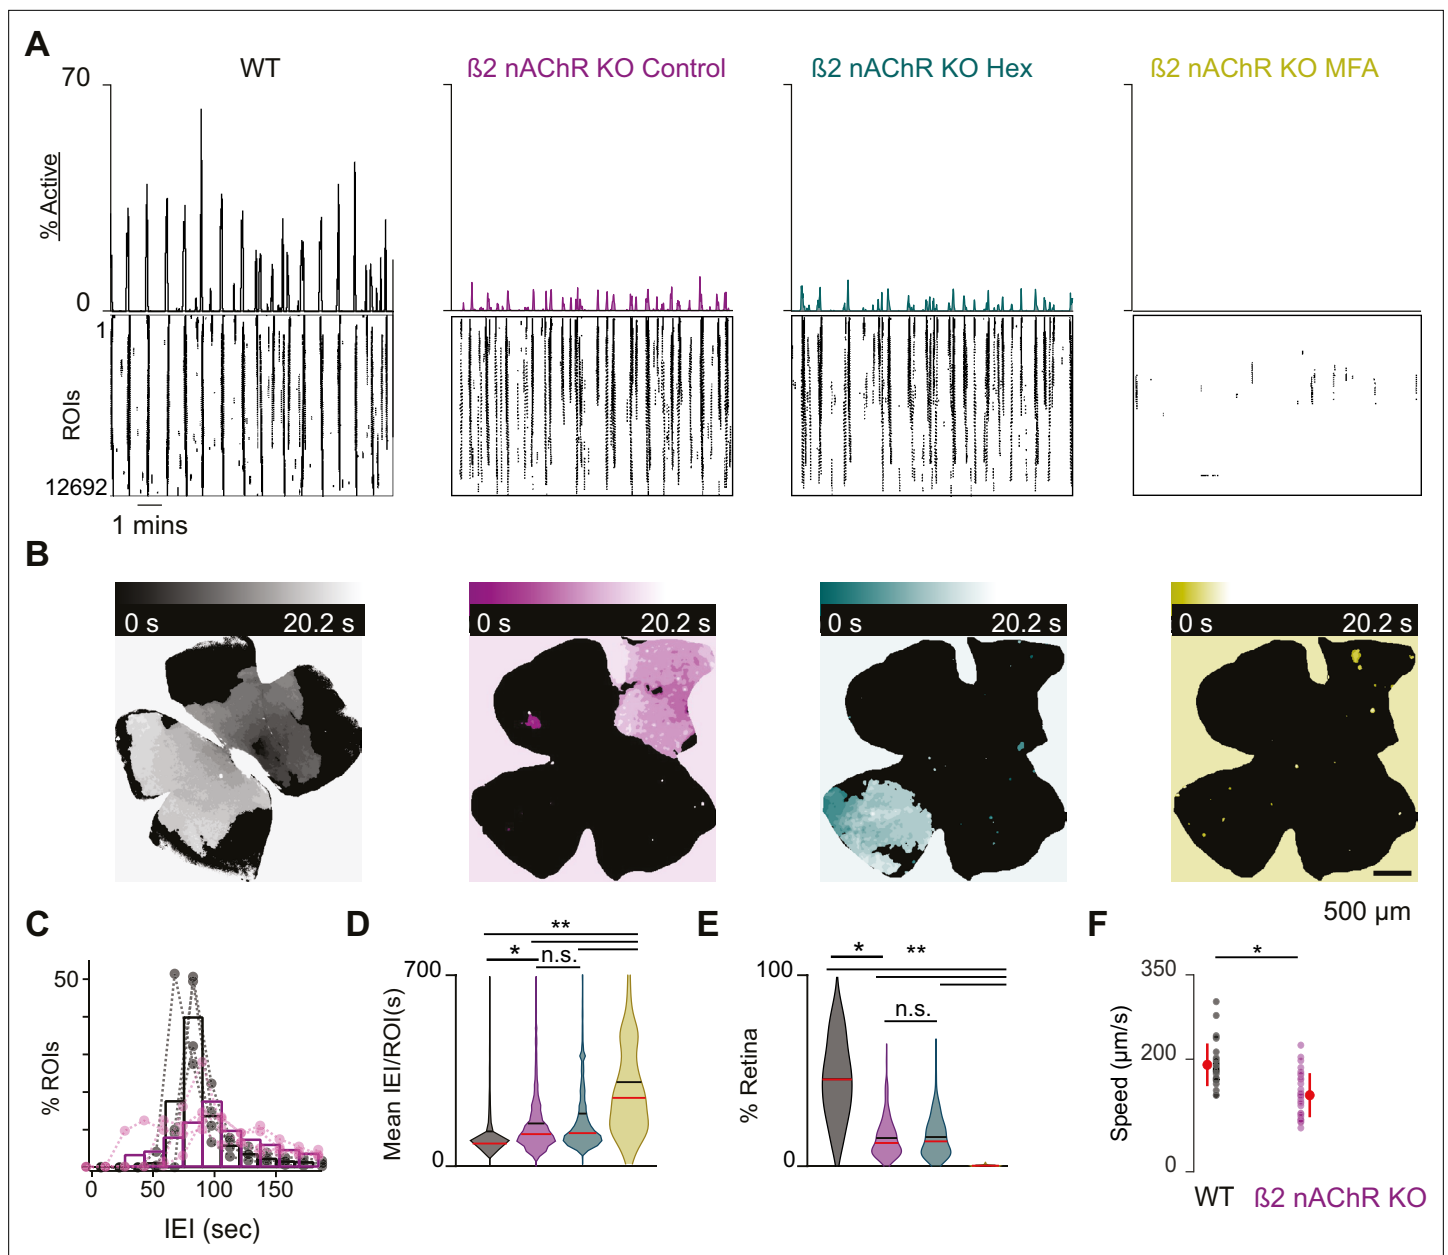 A
WT
ß2 nAChR KO Control
ß2 nAChR KO Hex
ß2 nAChR KO MFA
70
% Active
0
1
ROIs
12692
1 mins
B
0 s 20.2 s
0 s 20.2 s
0 s 20.2 s
0 s 20.2 s
500 µm
C
50
% ROIs
0 50 100 150
IEI (sec)
D
**
* n.s.
700
Mean IEI/ROI(s)
0
E
* **
100
n.s.
% Retina
0
F
*
350
200
Speed (µm/s)
0
WT ß2 nAChR KO